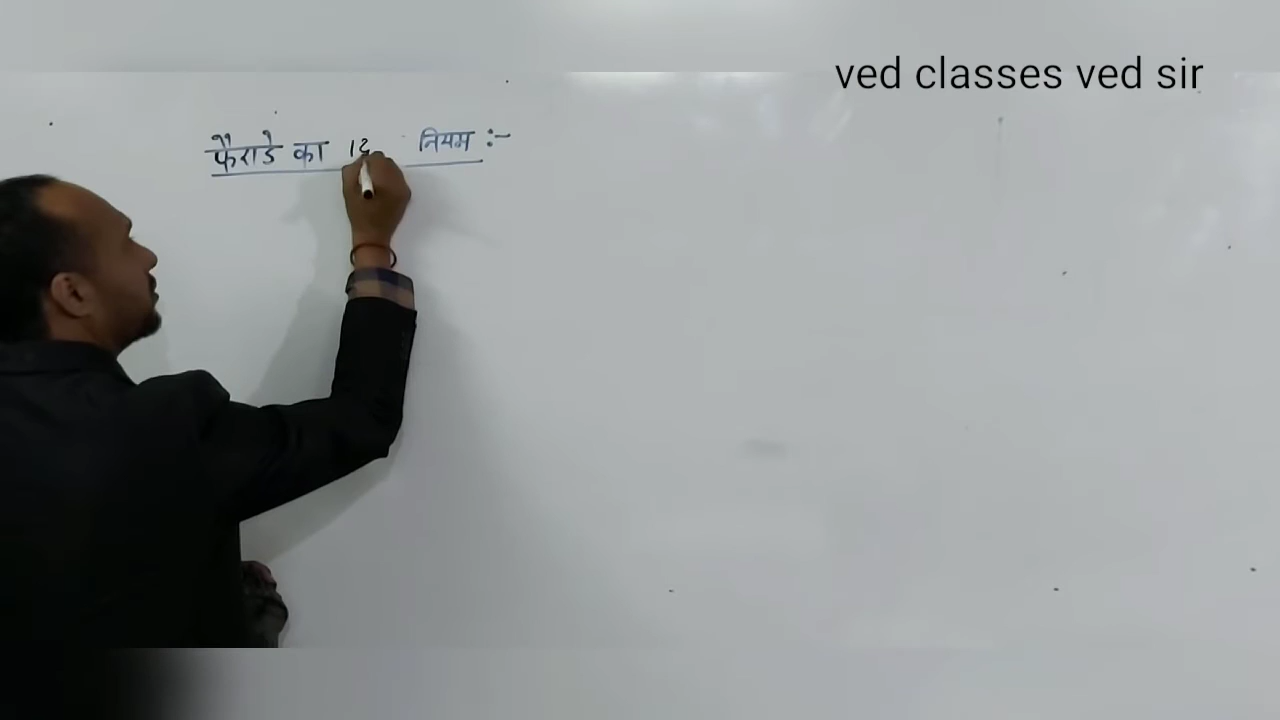 ved classes ved sir
फैराडे का नियम :-